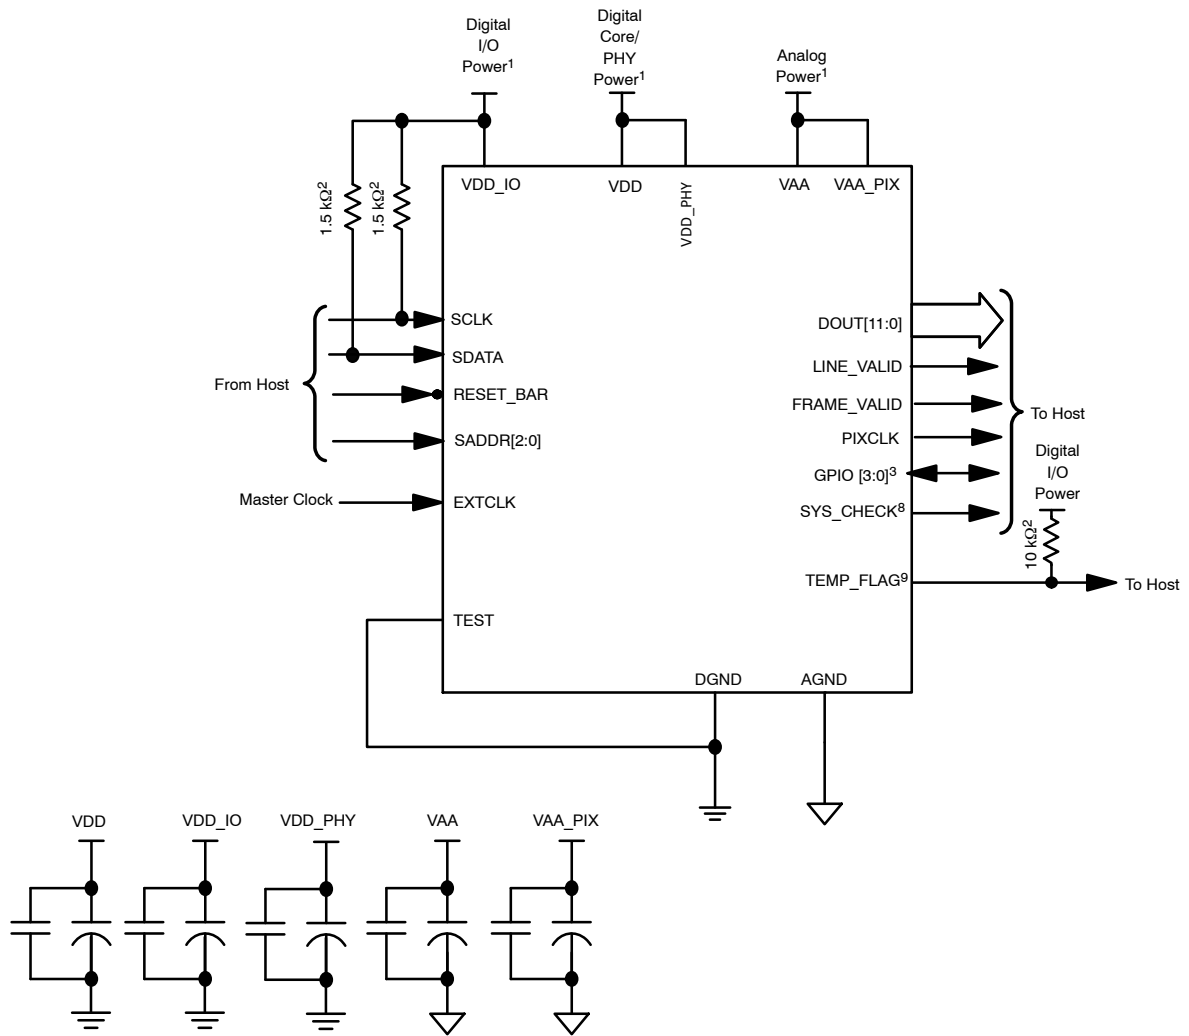 Digital
I/O
Power1
Digital
Core/
PHY
Power1
Analog
Power1
1.5 kΩ2
1.5 kΩ2
VDD_IO
VDD
VDD_PHY
VAA
VAA_PIX
From Host
SCLK
SDATA
RESET_BAR
SADDR[2:0]
Master Clock
EXTCLK
TEST
DOUT[11:0]
LINE_VALID
FRAME_VALID
PIXCLK
GPIO [3:0]3
SYS_CHECK8
TEMP_FLAG9
To Host
Digital
I/O
Power
10 kΩ2
To Host
DGND
AGND
VDD
VDD_IO
VDD_PHY
VAA
VAA_PIX